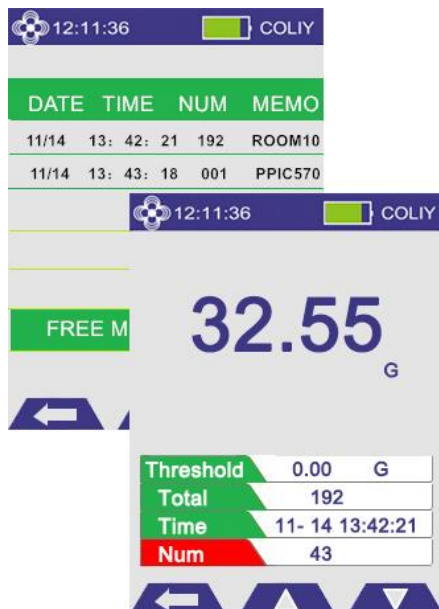 12:11:36 COLIY
DATE TIME NUM MEMO
11/14 13: 42: 21 192 ROOM10
11/14 13: 43: 18 001 PPIC570
FREE M
12:11:36 COLIY
32.55
G
Threshold 0.00 G
Total 192
Time 11- 14 13:42:21
Num 43